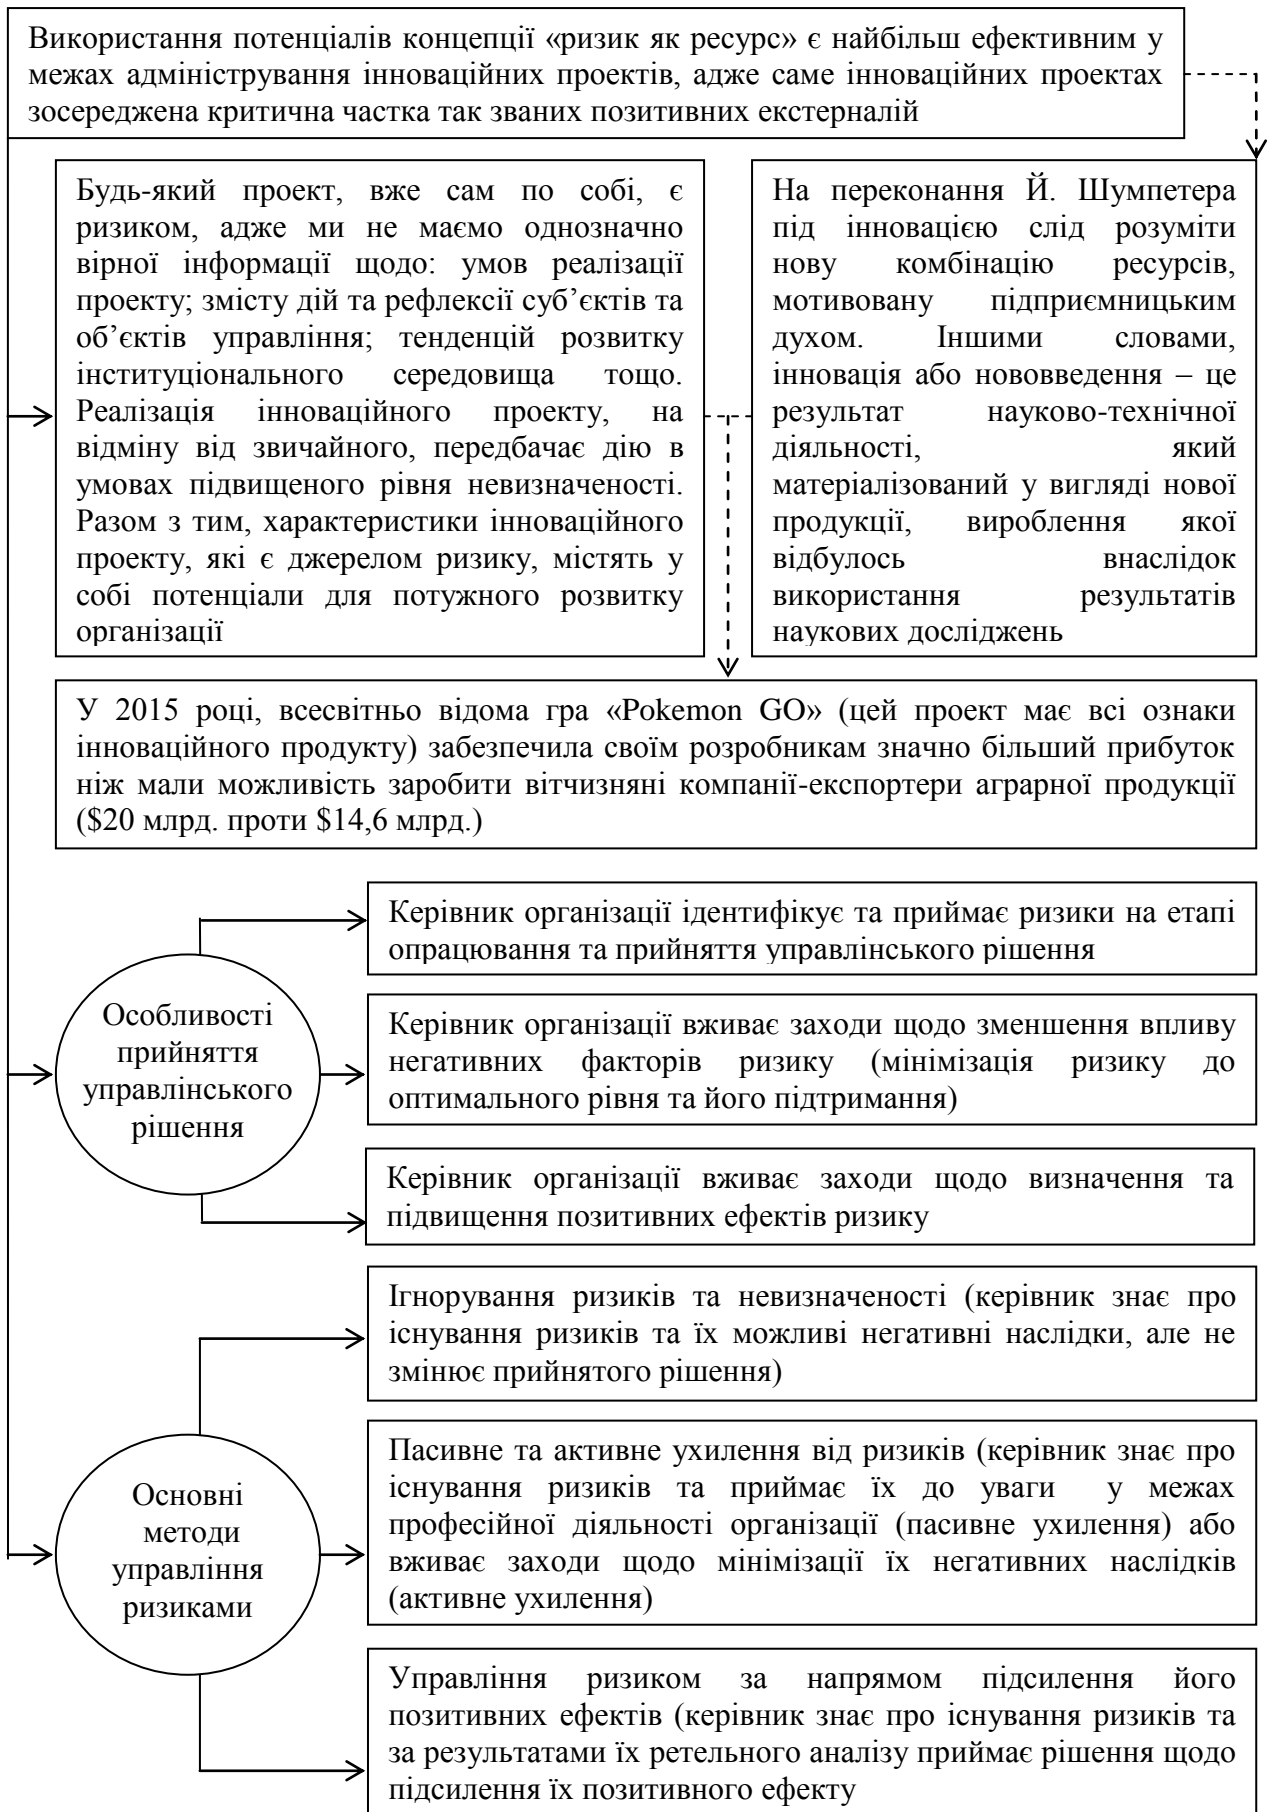 Використання потенціалів концепції «ризик як ресурс» є найбільш ефективним у
межах адміністрування інноваційних проектів, адже саме інноваційних проектах
зосереджена критична частка так званих позитивних екстерналій
Будь-який проект, вже сам по собі, є
ризиком, адже ми не маємо однозначно
вірної інформації щодо: умов реалізації
проекту; змісту дій та рефлексії суб’єктів та
об’єктів управління; тенденцій розвитку
інституціонального середовища тощо.
Реалізація інноваційного проекту, на
відміну від звичайного, передбачає дію в
умовах підвищеного рівня невизначеності.
Разом з тим, характеристики інноваційного
проекту, які є джерелом ризику, містять у
собі потенціали для потужного розвитку
організації
На переконання Й. Шумпетера
під інновацією слід розуміти
нову комбінацію ресурсів,
мотивовану підприємницьким
духом. Іншими словами,
інновація або нововведення – це
результат науково-технічної
діяльності, який
матеріалізований у вигляді нової
продукції, вироблення якої
відбулось внаслідок
використання результатів
наукових досліджень
У 2015 році, всесвітньо відома гра «Pokemon GO» (цей проект має всі ознаки
інноваційного продукту) забезпечила своїм розробникам значно більший прибуток
ніж мали можливість заробити вітчизняні компанії-експортери аграрної продукції
($20 млрд. проти $14,6 млрд.)
Особливості
прийняття
управлінського
рішення
Керівник організації ідентифікує та приймає ризики на етапі
опрацювання та прийняття управлінського рішення
Керівник організації вживає заходи щодо зменшення впливу
негативних факторів ризику (мінімізація ризику до
оптимального рівня та його підтримання)
Керівник організації вживає заходи щодо визначення та
підвищення позитивних ефектів ризику
Основні
методи
управління
ризиками
Ігнорування ризиків та невизначеності (керівник знає про
існування ризиків та їх можливі негативні наслідки, але не
змінює прийнятого рішення)
Пасивне та активне ухилення від ризиків (керівник знає про
існування ризиків та приймає їх до уваги у межах
професійної діяльності організації (пасивне ухилення) або
вживає заходи щодо мінімізації їх негативних наслідків
(активне ухилення)
Управління ризиком за напрямом підсилення його
позитивних ефектів (керівник знає про існування ризиків та
за результатами їх ретельного аналізу приймає рішення щодо
підсилення їх позитивного ефекту